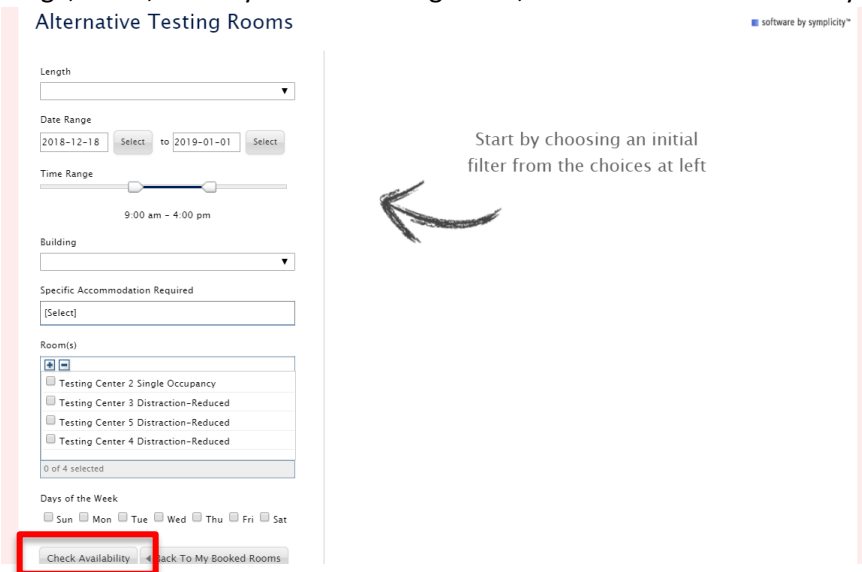 Alternative Testing Rooms
software by symplicity™
Length
Date Range
2018-12-18 Select to 2019-01-01 Select
Time Range
9:00 am - 4:00 pm
Building
Specific Accommodation Required
[Select]
Room(s)
Testing Center 2 Single Occupancy
Testing Center 3 Distraction-Reduced
Testing Center 5 Distraction-Reduced
Testing Center 4 Distraction-Reduced
0 of 4 selected
Days of the Week
Sun Mon Tue Wed Thu Fri Sat
Check Availability Back To My Booked Rooms
Start by choosing an initial
filter from the choices at left